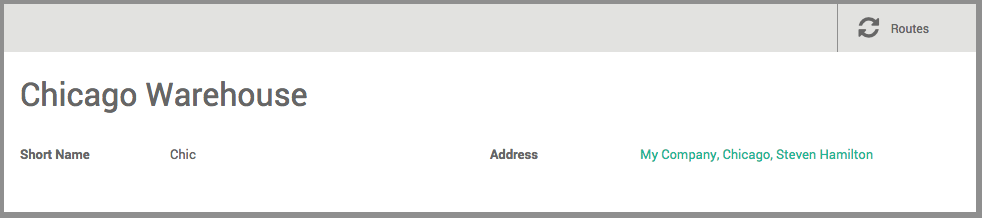 Routes
Chicago Warehouse
Short Name Chic Address My Company, Chicago, Steven Hamilton